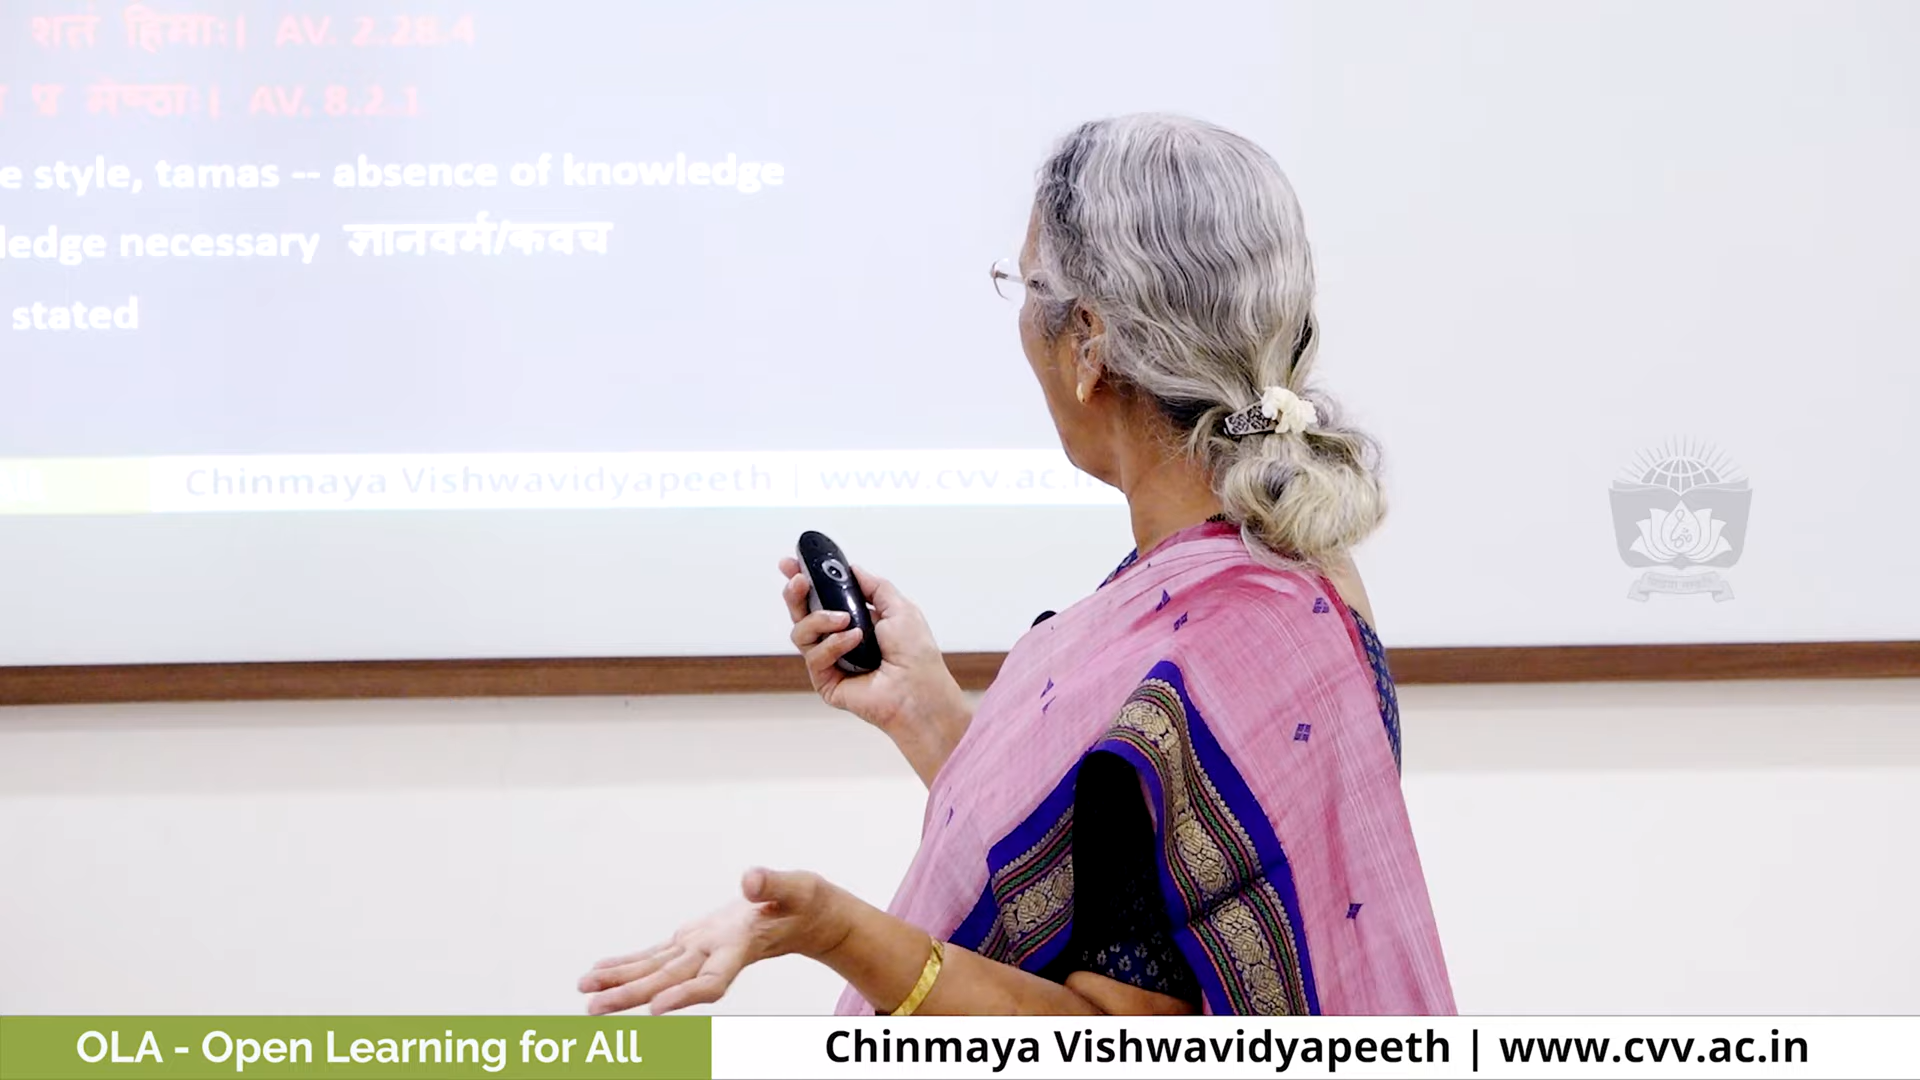 शतं हिमाः। AV. 2.28.4
प्र मेष्ठाः। AV. 8.2.1
e style, tamas -- absence of knowledge
ledge necessary ज्ञानवर्म/कवच
stated
Chinmaya Vishwavidyapeeth | www.cvv.ac.in
OLA - Open Learning for All
Chinmaya Vishwavidyapeeth | www.cvv.ac.in